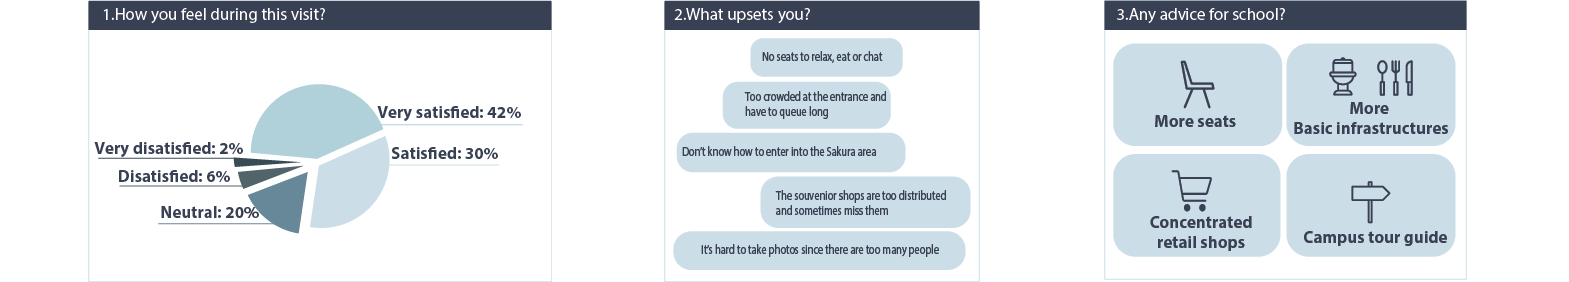 1.How you feel during this visit?
Very satisfied: 42%
Very disatisfied: 2%
Satisfied: 30%
Disatisfied: 6%
Neutral: 20%
2.What upsets you?
No seats to relax, eat or chat
Too crowded at the entrance and
have to queue long
Don't know how to enter into the Sakura area
The souvenior shops are too distributed
and sometimes miss them
It's hard to take photos since there are too many people
3.Any advice for school?
More seats
More
Basic infrastructures
Concentrated
retail shops
Campus tour guide